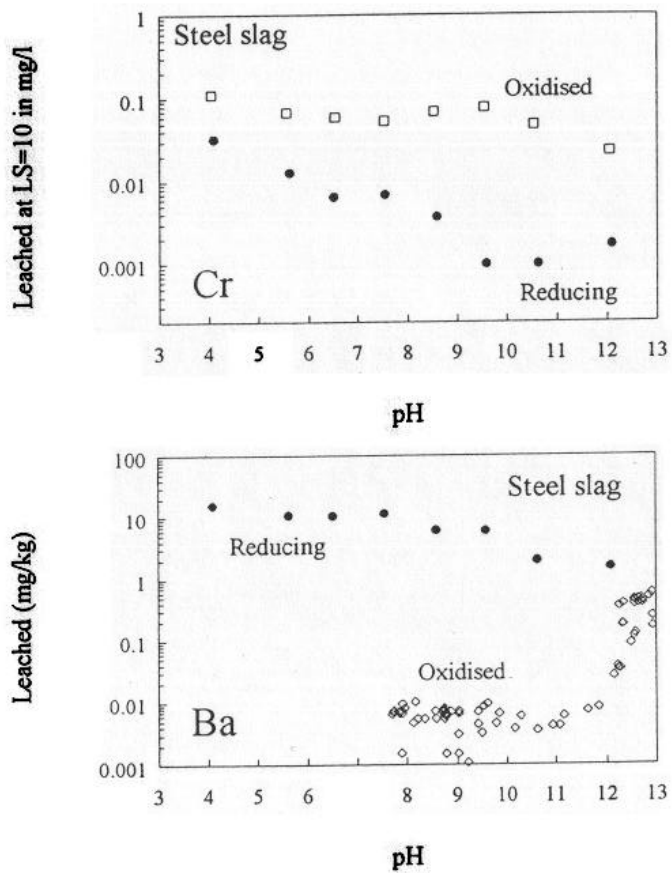 Leached at LS=10 in mg/l
1
0.1
0.01
0.001
Steel slag
Oxidised
Cr
Reducing
3 4 5 6 7 8 9 10 11 12 13
pH
Leached (mg/kg)
100
10
1
0.1
0.01
0.001
Steel slag
Reducing
Oxidised
Ba
3 4 5 6 7 8 9 10 11 12 13
pH